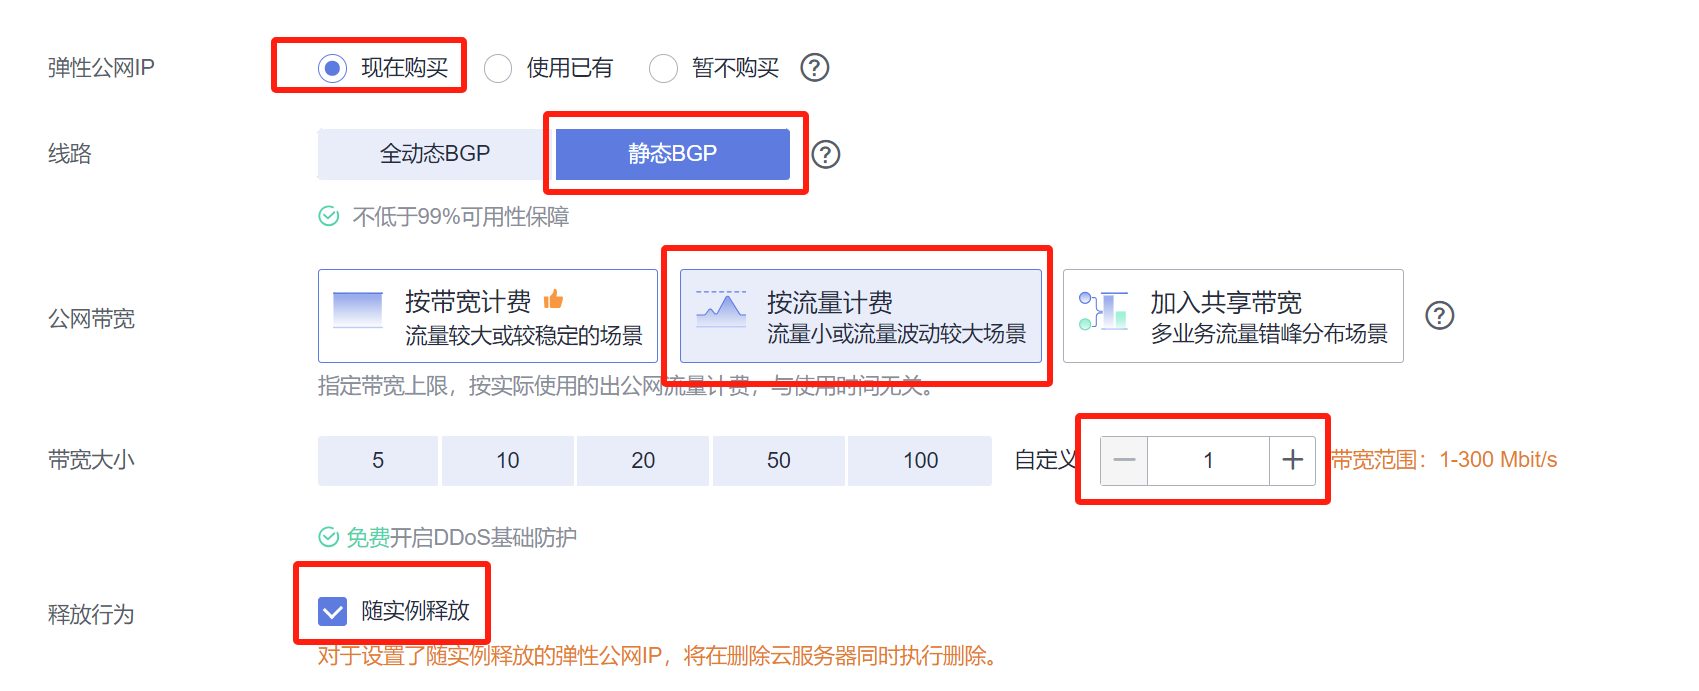 弹性公网IP 现在购买 使用已有 暂不购买 ?
线路 全动态BGP 静态BGP ?
不低于99%可用性保障
公网带宽 按带宽计费 按流量计费 加入共享带宽 ?
流量较大或较稳定的场景 流量小或流量波动较大场景 多业务流量错峰分布场景
指定带宽上限，按实际使用的出公网流量计费，与使用时间无关。
带宽大小 5 10 20 50 100 自定义 — 1 + 带宽范围：1-300 Mbit/s
免费开启DDoS基础防护
释放行为 随实例释放
对于设置了随实例释放的弹性公网IP，将在删除云服务器同时执行删除。